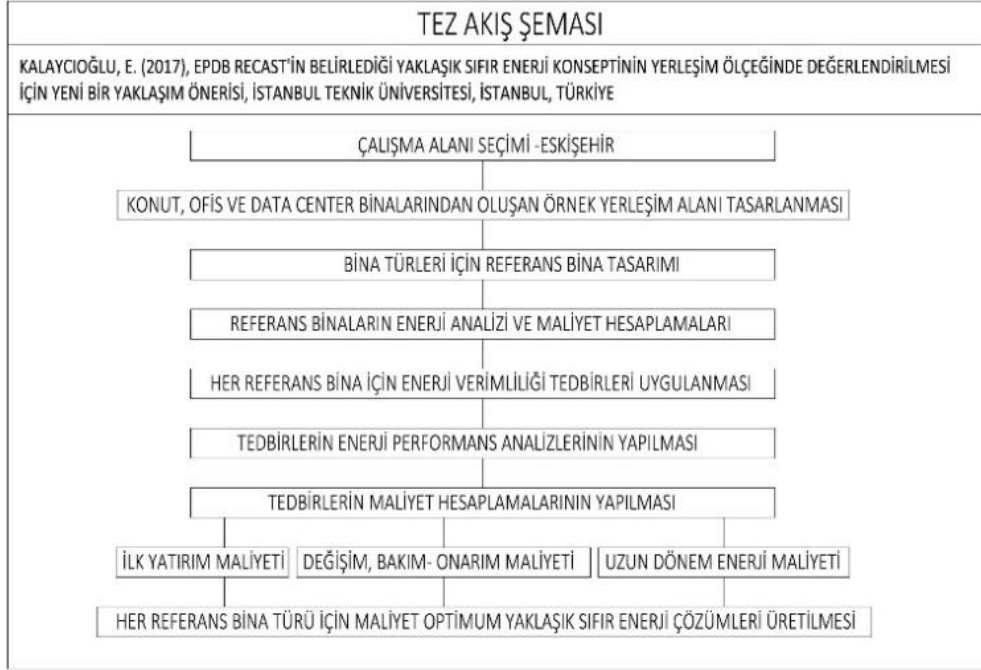 TEZ AKIŞ ŞEMASI
KALAYCIOĞLU, E. (2017), EPDB RECAST'İN BELİRLEDİĞİ YAKLAŞIK SIFIR ENERJİ KONSEPTİNİN YERLEŞİM ÖLÇEĞİNDE DEĞERLENDİRİLMESİ
İÇİN YENİ BİR YAKLAŞIM ÖNERİSİ, İSTANBUL TEKNİK ÜNİVERSİTESİ, İSTANBUL, TÜRKİYE
ÇALIŞMA ALANI SEÇİMİ -ESKİŞEHİR
KONUT, OFİS VE DATA CENTER BİNALARINDAN OLUŞAN ÖRNEK YERLEŞİM ALANI TASARLANMASI
BİNA TÜRLERİ İÇİN REFERANS BİNA TASARIMI
REFERANS BİNALARIN ENERJİ ANALİZİ VE MALİYET HESAPLAMALARI
HER REFERANS BİNA İÇİN ENERJİ VERİMLİLİĞİ TEDBİRLERİ UYGULANMASI
TEDBİRLERİN ENERJİ PERFORMANS ANALİZLERİNİN YAPILMASI
TEDBİRLERİN MALİYET HESAPLAMALARININ YAPILMASI
İLK YATIRIM MALİYETİ
DEĞİŞİM, BAKIM- ONARIM MALİYETİ
UZUN DÖNEM ENERJİ MALİYETİ
HER REFERANS BİNA TÜRÜ İÇİN MALİYET OPTIMUM YAKLAŞIK SIFIR ENERJİ ÇÖZÜMLERİ ÜRETİLMESİ